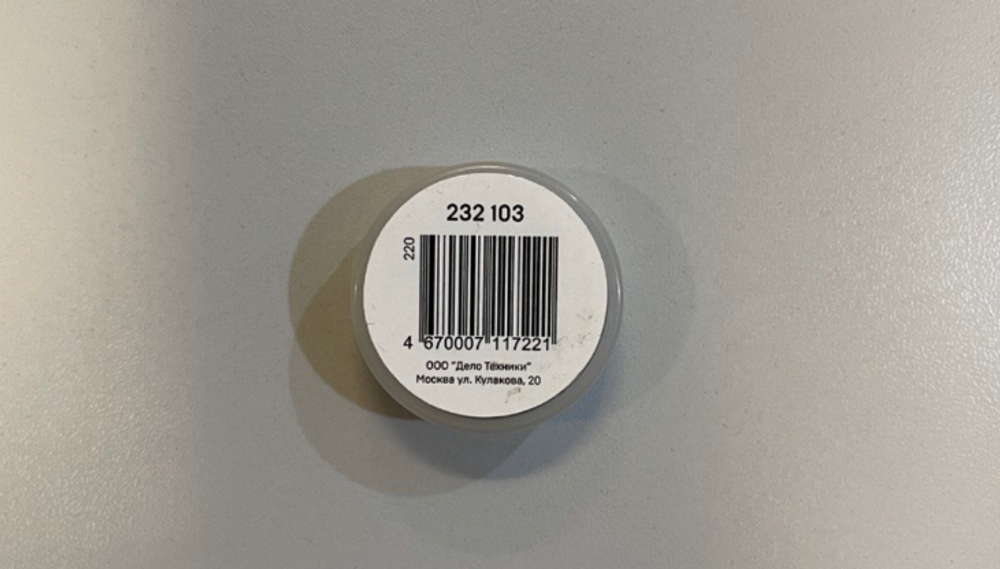 232 103
220
4 670007 117221
ООО "Дело Техники"
Москва ул. Кулакова, 20